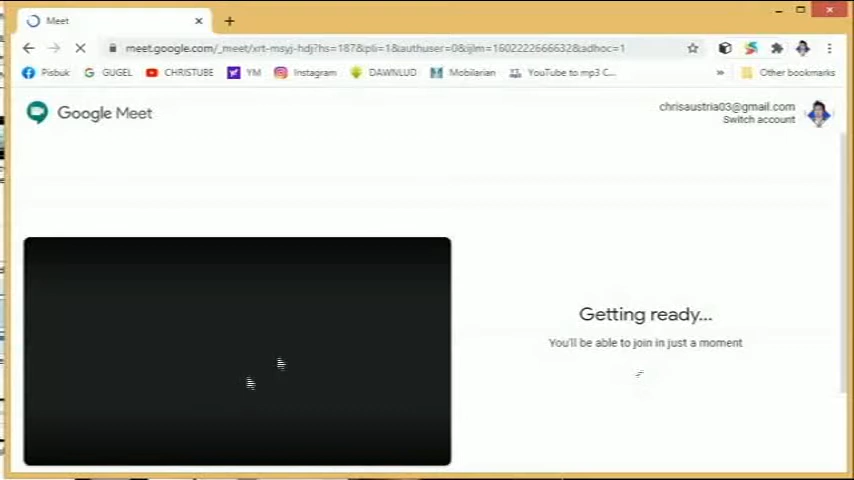 Meet
meet.google.com/_meet/xrt-msyj-hdj?hs=187&pli=1&authuser=0&ijlm=1602222666632&adhoc=1
Pisbuk GUGEL CHRISTUBE YM Instagram DAWNLUD Mobilarian YouTube to mp3 C... » Other bookmarks
Google Meet
chrisaustria03@gmail.com
Switch account
Getting ready...
You'll be able to join in just a moment